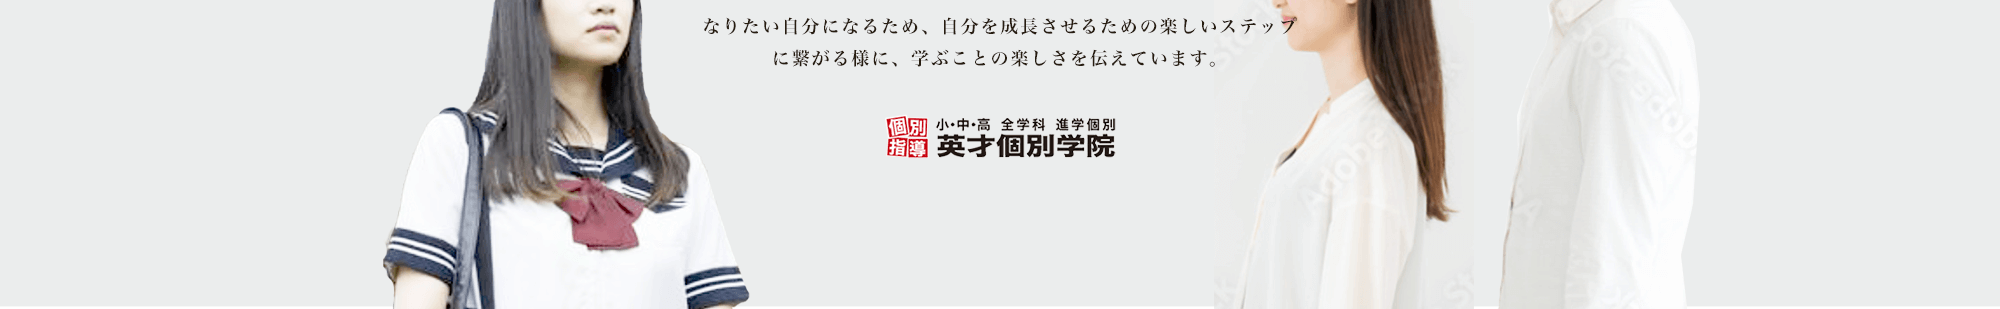 なりたい自分になるため、自分を成長させるための楽しいステップ
に繋がる様に、学ぶことの楽しさを伝えています。
個別
指導
小・中・高 全学科 進学個別
英才個別学院
Adobe Stock